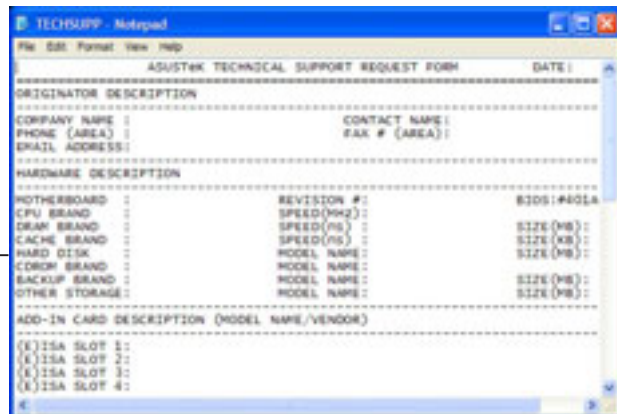 TECHSUPP - Notepad
File Edit Format View Help
ASUSTeK TECHNICAL SUPPORT REQUEST FORM DATE:
ORIGINATOR DESCRIPTION
COMPANY NAME : CONTACT NAME:
PHONE (AREA) : FAX # (AREA):
EMAIL ADDRESS:
HARDWARE DESCRIPTION
MOTHERBOARD : REVISION #: BIOS:#401A
CPU BRAND : SPEED(MHZ):
DRAM BRAND : SPEED(ns) : SIZE(MB):
CACHE BRAND : SPEED(ns) : SIZE(KB):
HARD DISK : MODEL NAME: SIZE(MB):
CDROM BRAND : MODEL NAME:
BACKUP BRAND : MODEL NAME: SIZE(MB):
OTHER STORAGE: MODEL NAME: SIZE(MB):
ADD-IN CARD DESCRIPTION (MODEL NAME/VENDOR)
(E)ISA SLOT 1:
(E)ISA SLOT 2:
(E)ISA SLOT 3:
(E)ISA SLOT 4: